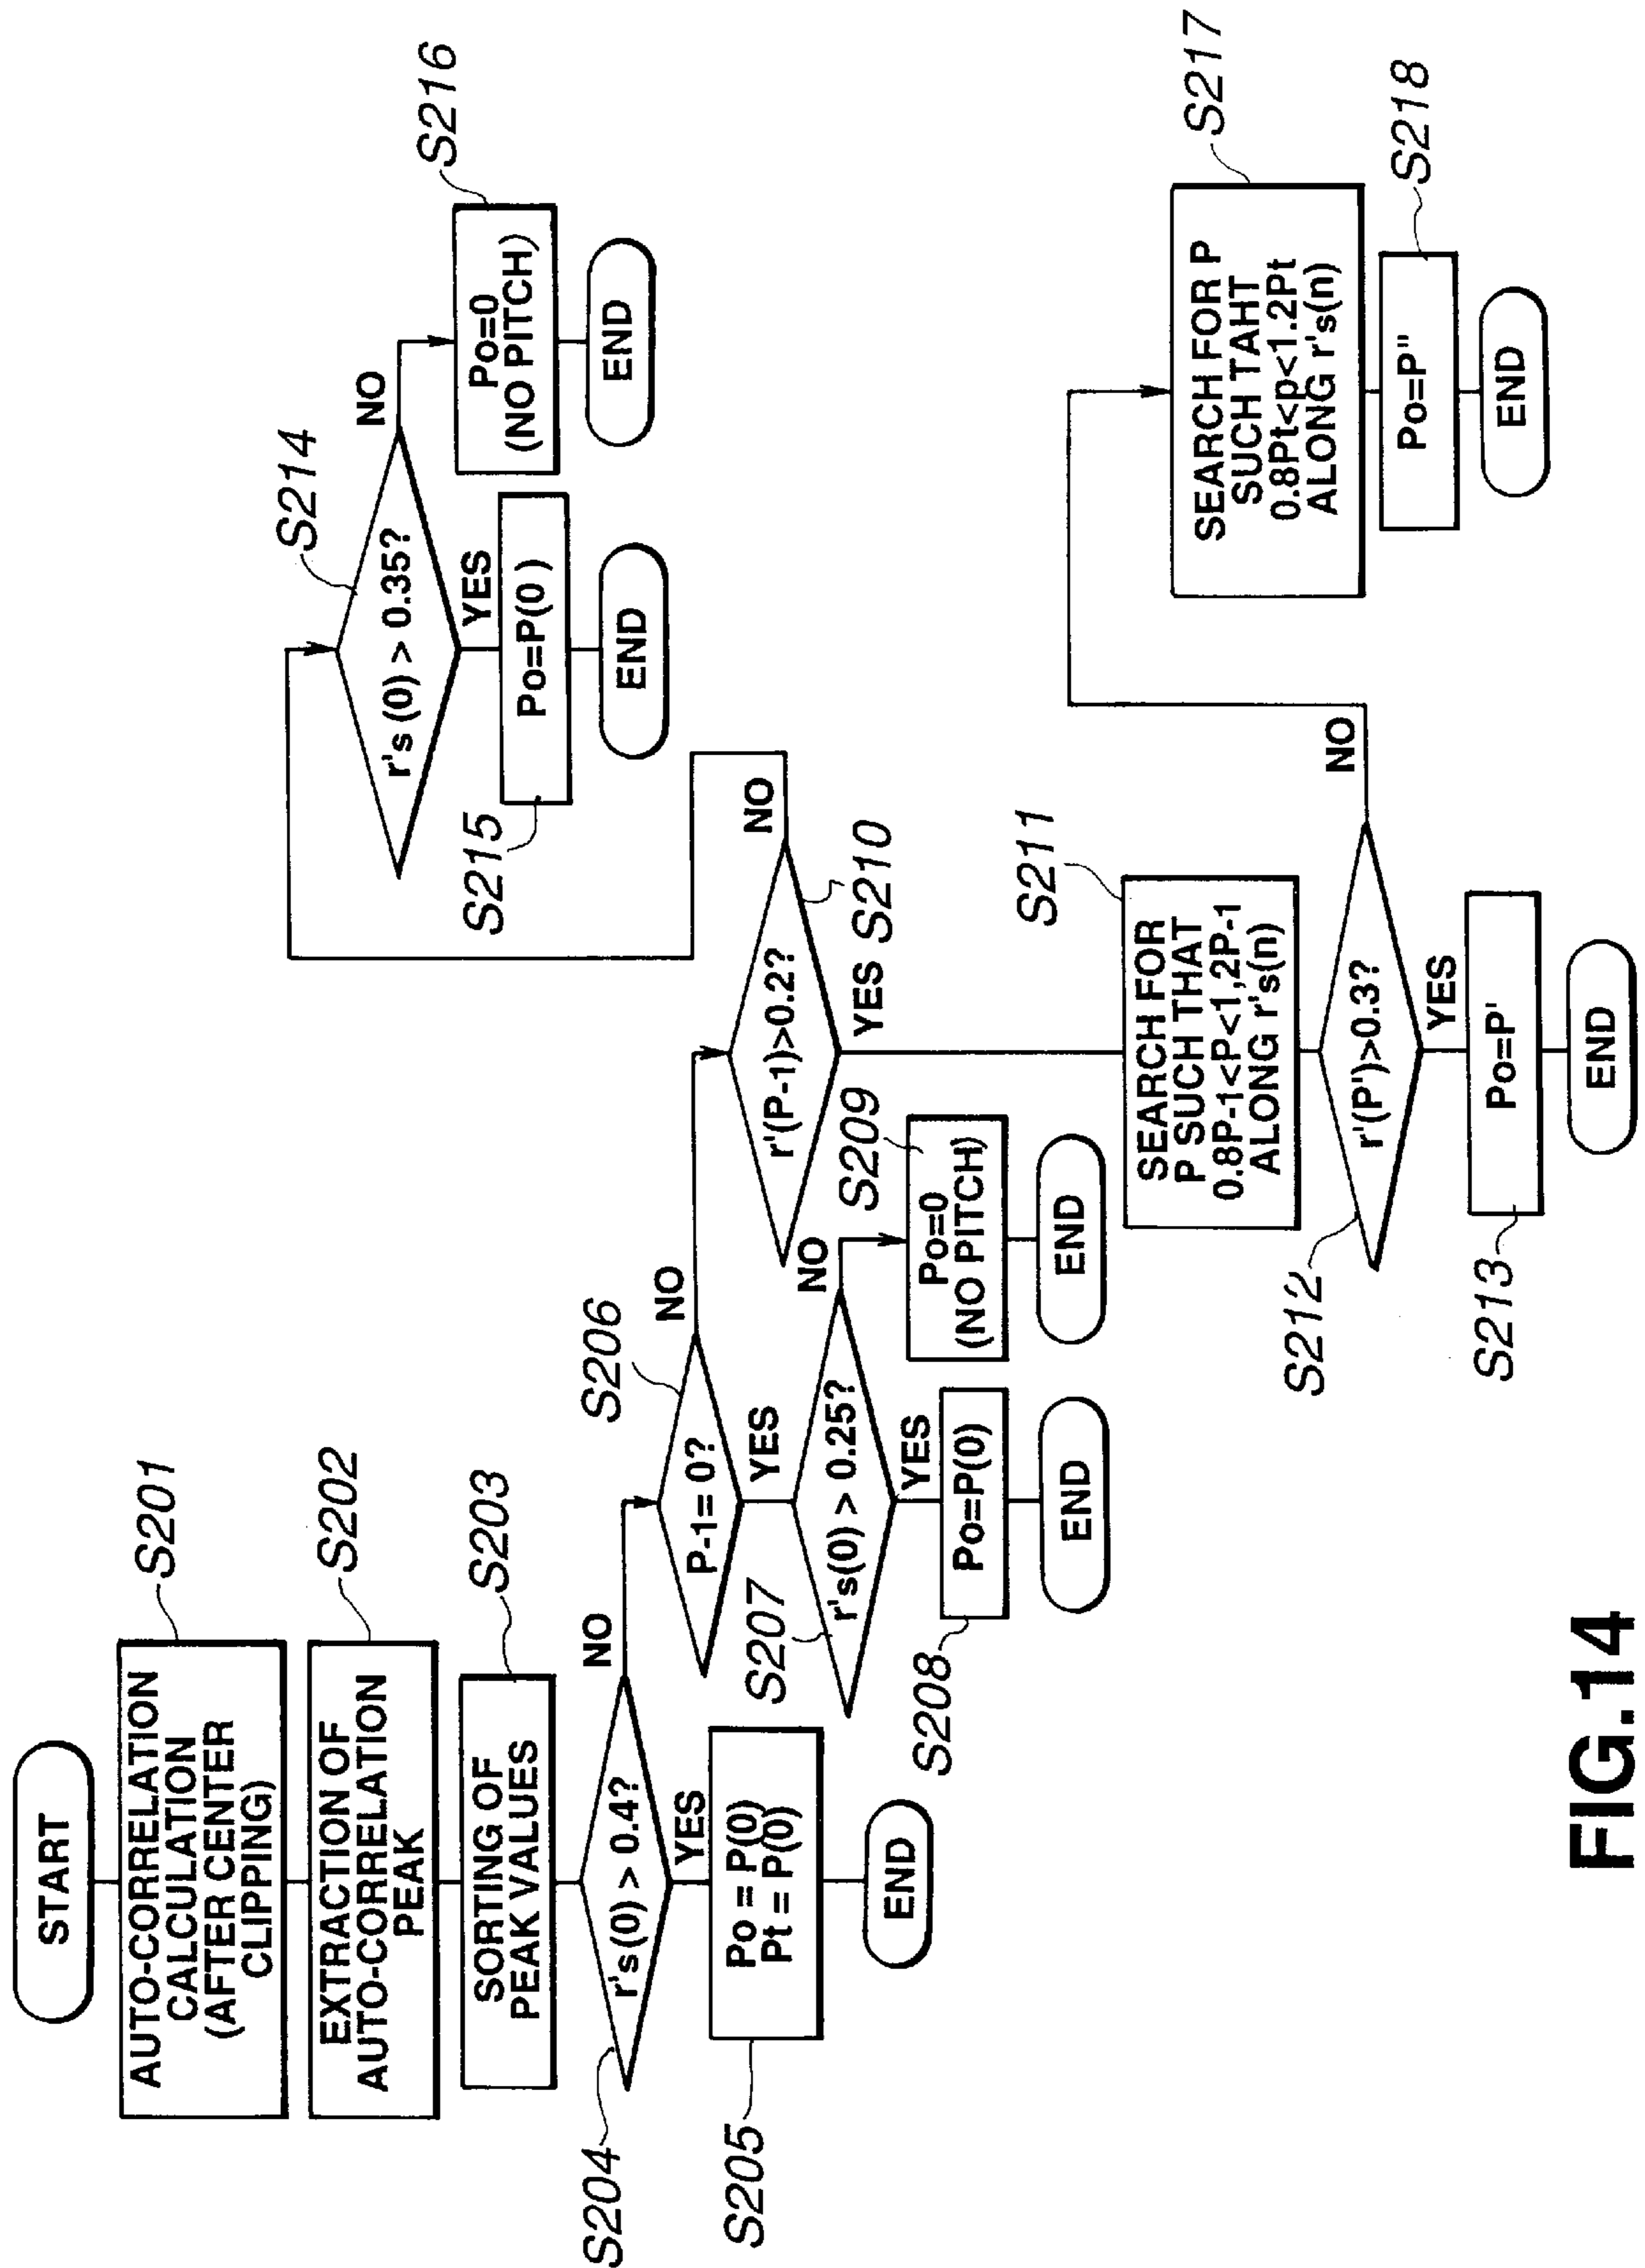 START
AUTO-CORRELATION
CALCULATION
(AFTER CENTER
CLIPPING)
S201
EXTRACTION OF
AUTO-CORRELATION
PEAK
S202
SORTING OF
PEAK VALUES
S203
r's(0) > 0.4?
S204
NO
YES
Po = P(0)
Pt = P(0)
S205
END
P-1= 0?
S206
NO
YES
r's(0) > 0.25?
S207
NO
YES
Po=P(0)
S208
END
Po=0
(NO PITCH)
S209
END
r'(P-1)>0.2?
NO
YES
S210
SEARCH FOR
P SUCH THAT
0.8P-1<P<1,2P-1
ALONG r's(n)
S211
r'(P')>0.3?
S212
NO
YES
Po=P'
S213
END
r's (0) > 0.35?
S214
NO
YES
Po=P(0 )
S215
END
Po=0
(NO PITCH)
S216
END
SEARCH FOR P
SUCH TAHT
0.8Pt<p<1.2Pt
ALONG r's(n)
S217
Po=P"
S218
END
FIG.14